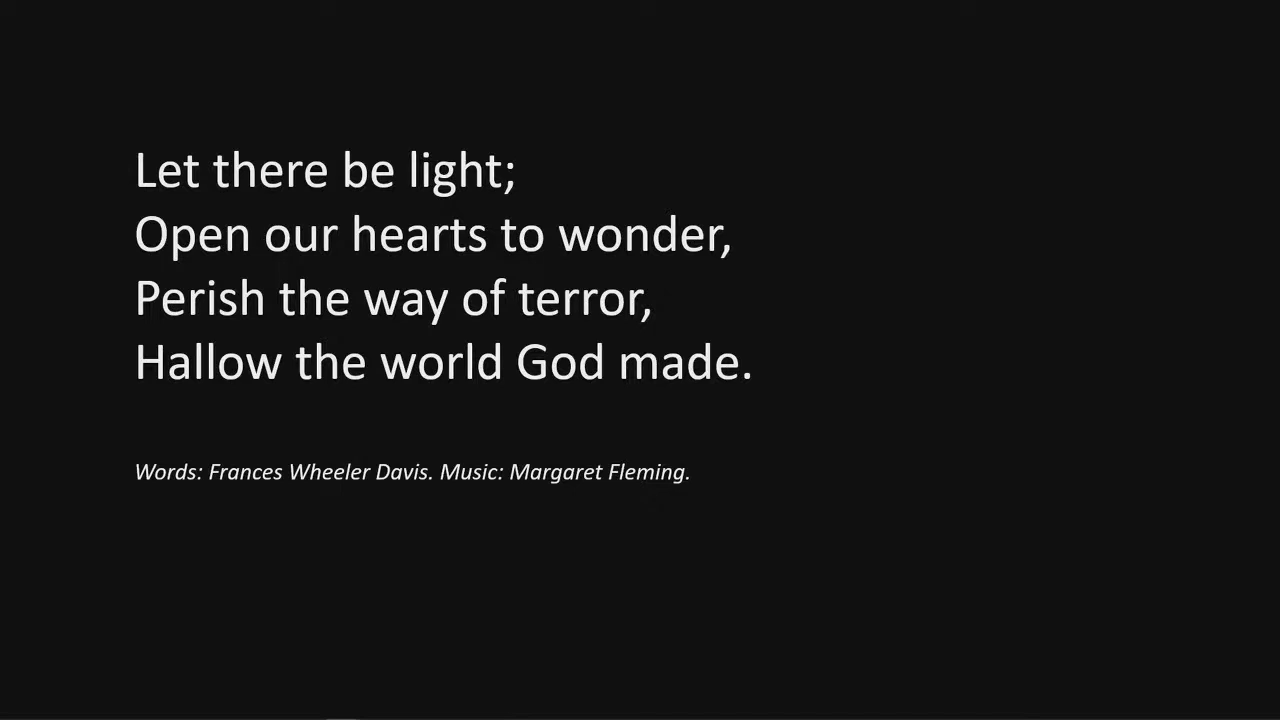 Let there be light;
Open our hearts to wonder,
Perish the way of terror,
Hallow the world God made.
Words: Frances Wheeler Davis. Music: Margaret Fleming.